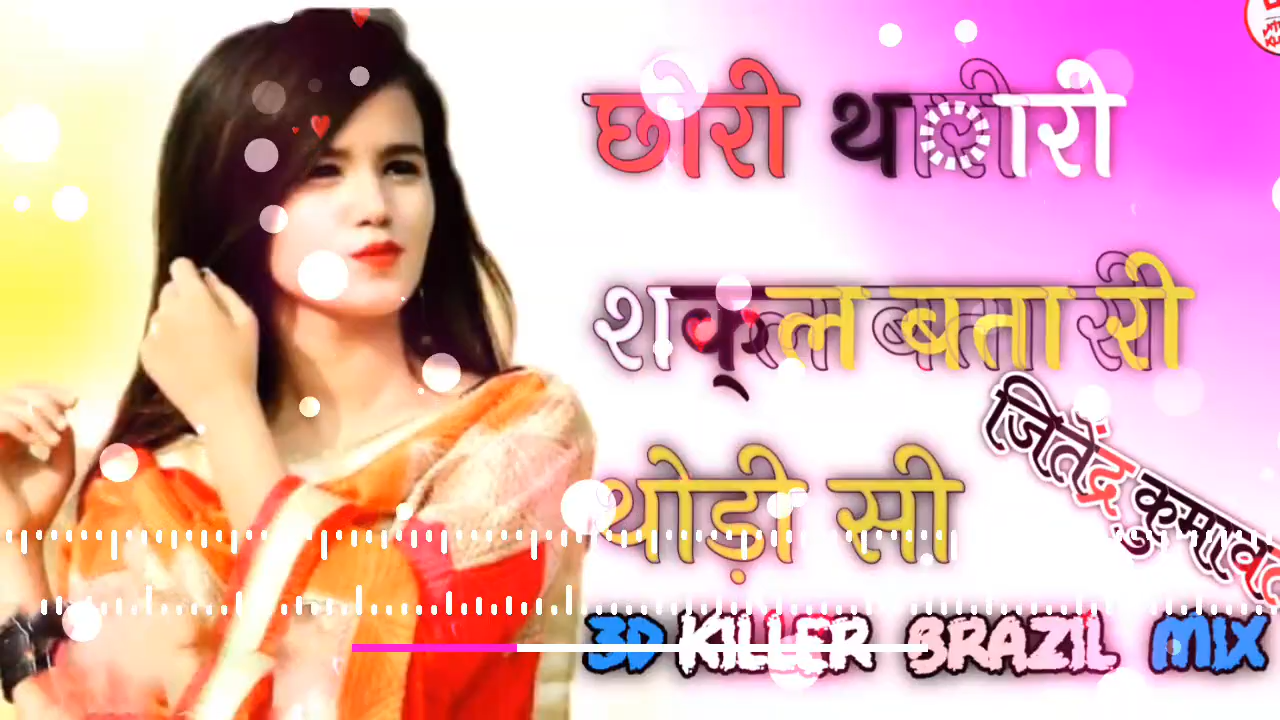 छोरी थारी
शक्ल बता री
थोड़ी सी
जितेंद्र कुमावत
3D KILLER BRAZIL MIX